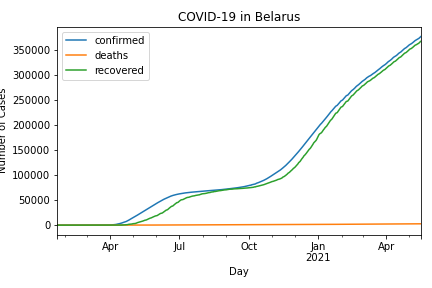 COVID-19 in Belarus
confirmed
deaths
recovered
350000
300000
250000
200000
150000
100000
50000
0
Number of Cases
Apr
Jul
Oct
Jan
2021
Apr
Day